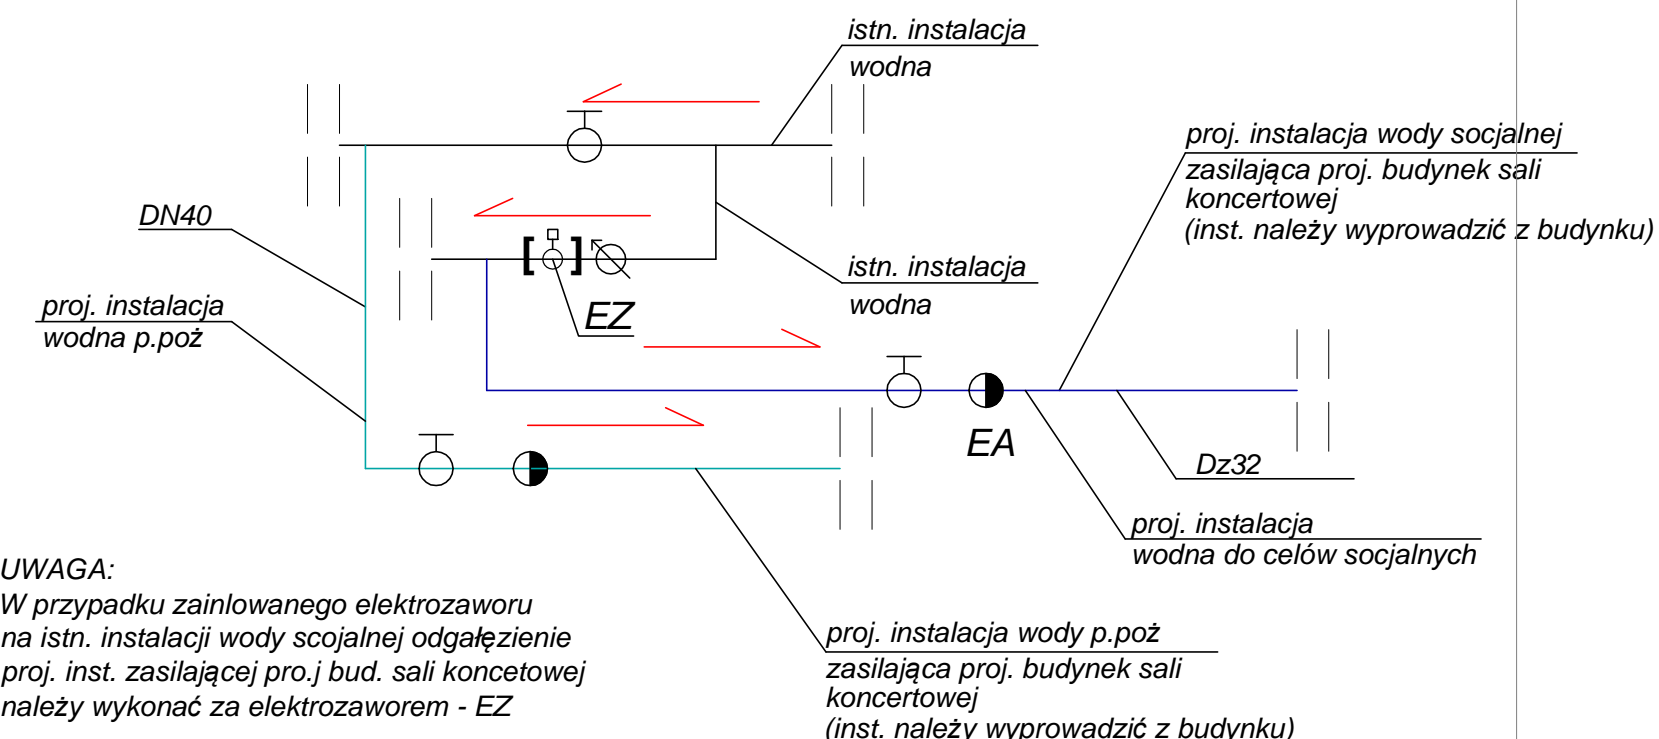 istn. instalacja
wodna
proj. instalacja wody socjalnej
zasilająca proj. budynek sali
koncertowej
(inst. należy wyprowadzić z budynku)
DN40
istn. instalacja
wodna
proj. instalacja
wodna p.poż
[ ]
EZ
EA
Dz32
proj. instalacja
wodna do celów socjalnych
UWAGA:
W przypadku zainlowanego elektrozaworu
na istn. instalacji wody scojalnej odgałęzienie
proj. inst. zasilającej pro.j bud. sali koncetowej
należy wykonać za elektrozaworem - EZ
proj. instalacja wody p.poż
zasilająca proj. budynek sali
koncertowej
(inst. należy wyprowadzić z budynku)